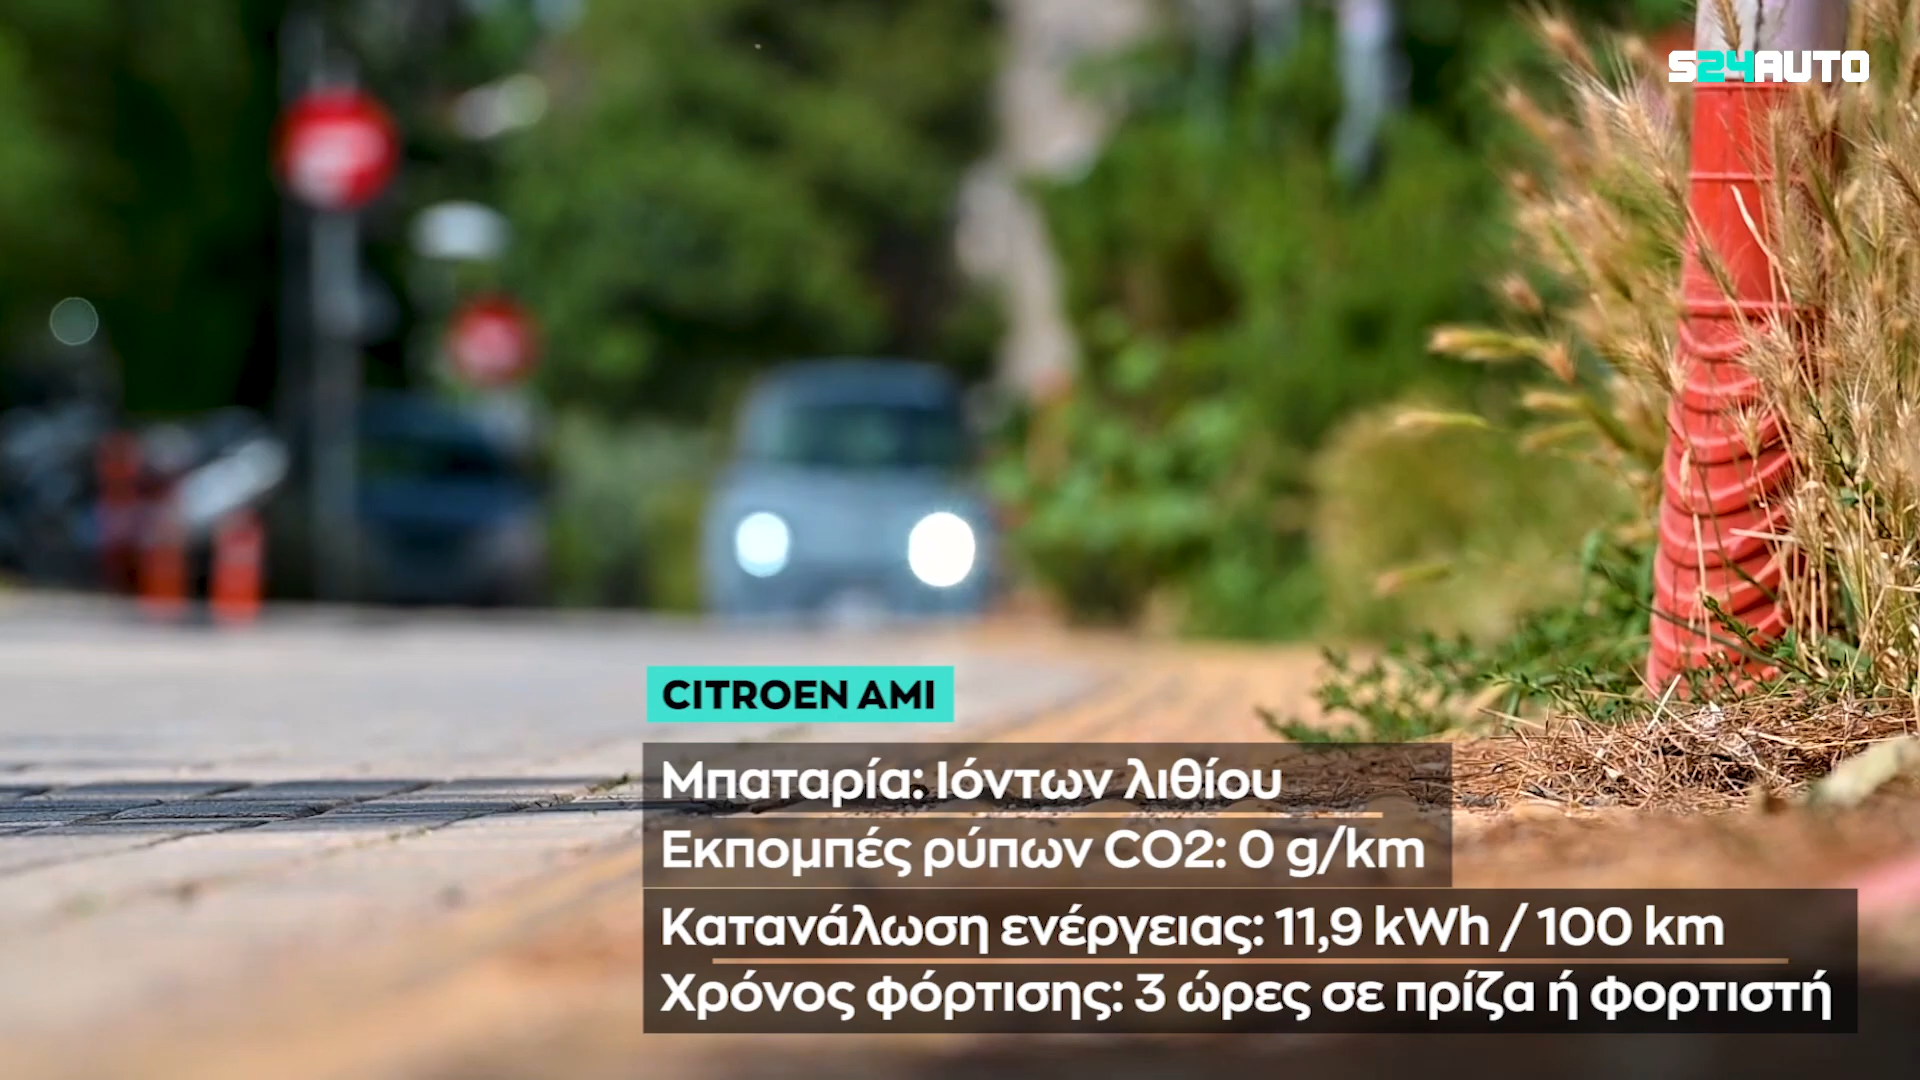 S24AUTO
CITROEN AMI
Μπαταρία: Ιόντων λιθίου
Εκπομπές ρύπων CO2: 0 g/km
Κατανάλωση ενέργειας: 11,9 kWh / 100 km
Χρόνος φόρτισης: 3 ώρες σε πρίζα ή φορτιστή